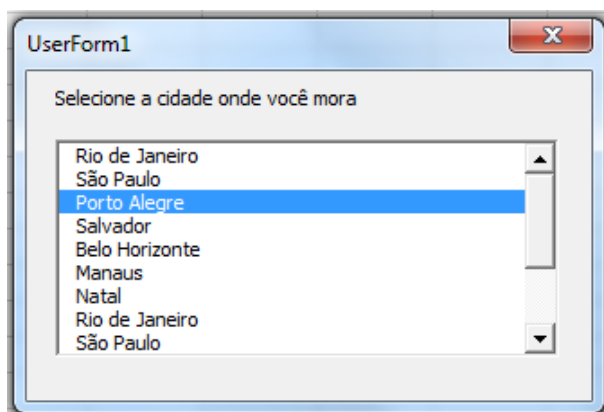 UserForm1
Selecione a cidade onde você mora
Rio de Janeiro
São Paulo
Porto Alegre
Salvador
Belo Horizonte
Manaus
Natal
Rio de Janeiro
São Paulo